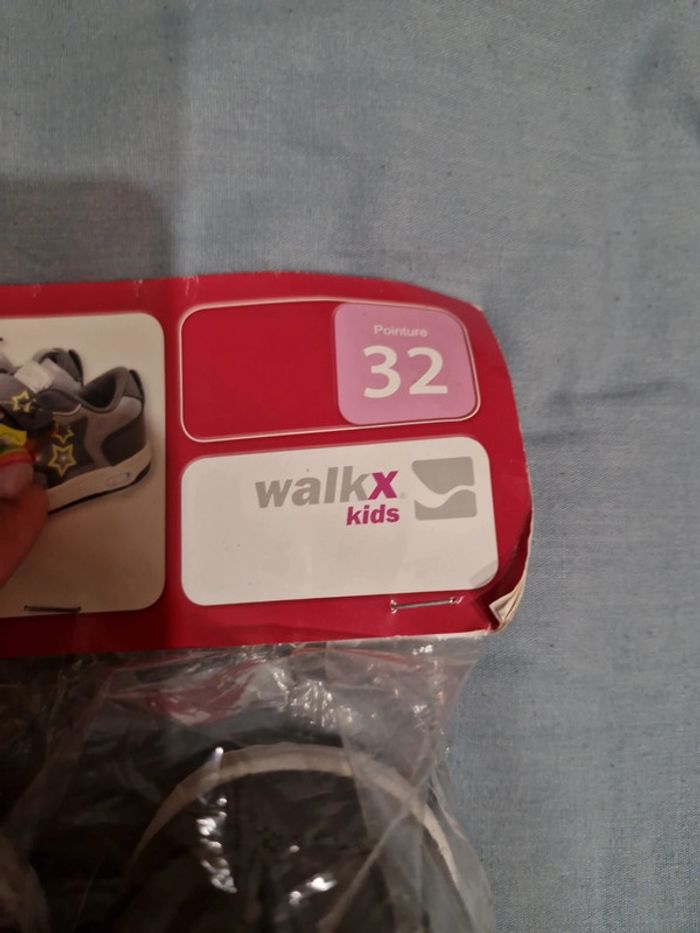 Pointure
32
walkx
kids